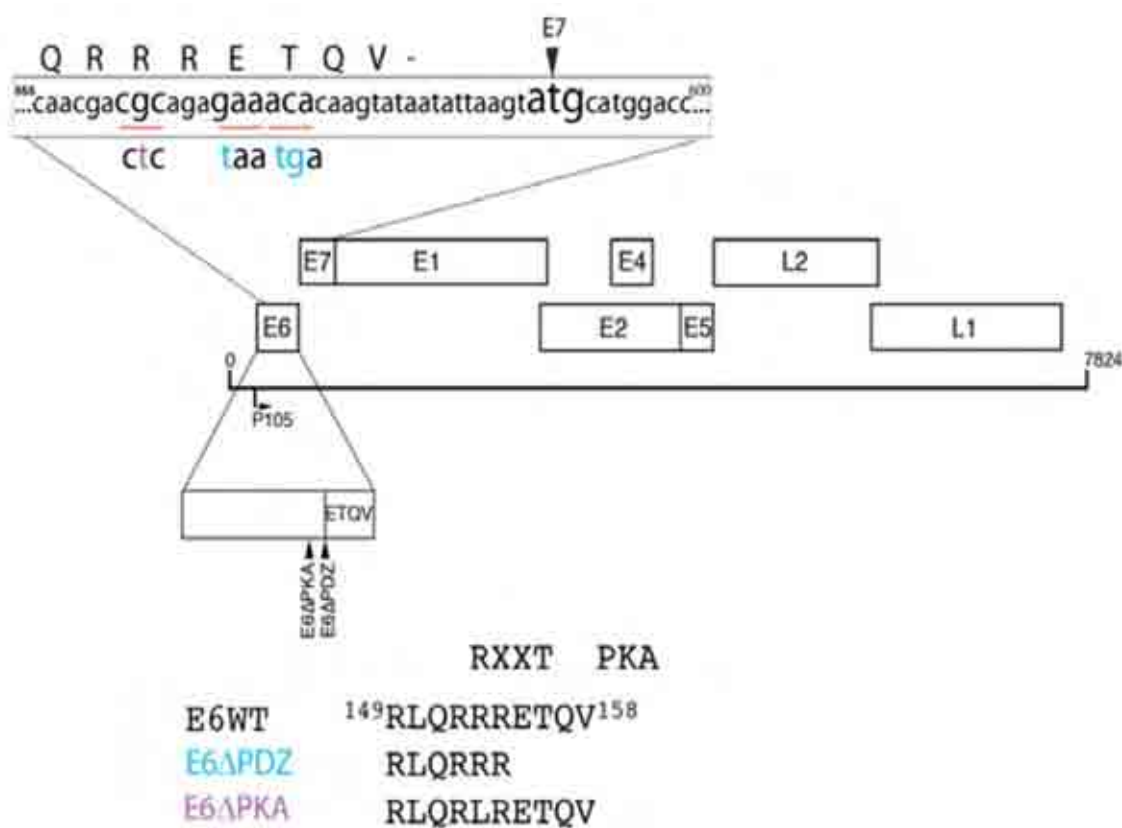 E7
Q R R R E T Q V -
...caacgacgcagagaaacacaagtataatattaagtatgcatggacc...600
ctc taa tga
E7 E1 E4 L2
E6 E2 E5 L1
0 7824
P105
ETQV
E6ΔPKA
E6ΔPDZ
RXXT PKA
E6WT 149RLQRRRETQV158
E6ΔPDZ RLQRRR
E6ΔPKA RLQRLRETQV